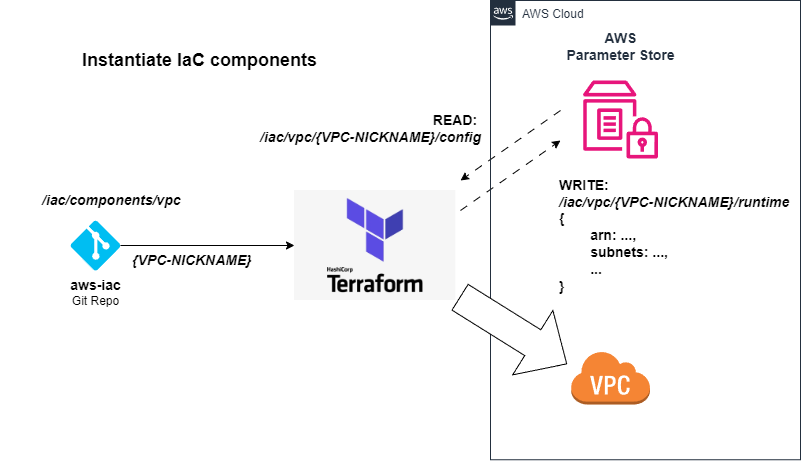 aws
AWS Cloud
AWS
Parameter Store
Instantiate IaC components
READ:
/iac/vpc/{VPC-NICKNAME}/config
WRITE:
/iac/vpc/{VPC-NICKNAME}/runtime
{
arn: ...,
subnets: ...,
...
}
/iac/components/vpc
{VPC-NICKNAME}
aws-iac
Git Repo
HashiCorp
Terraform
VPC